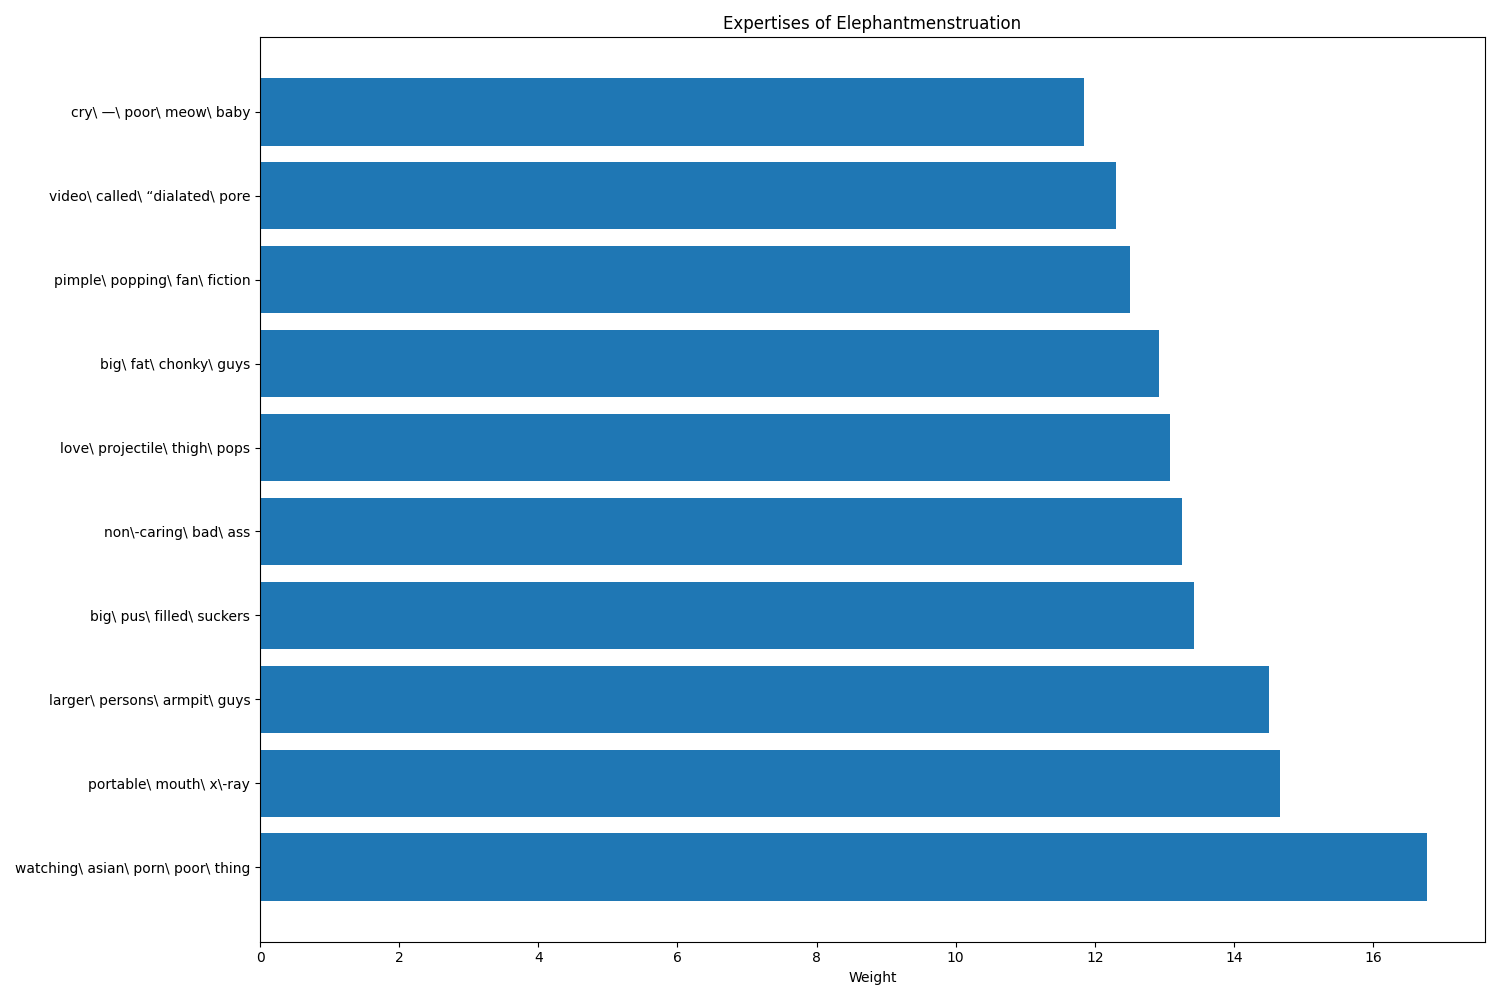 Expertises of Elephantmenstruation
cry\ —\ poor\ meow\ baby
video\ called\ “dialated\ pore
pimple\ popping\ fan\ fiction
big\ fat\ chonky\ guys
love\ projectile\ thigh\ pops
non\-caring\ bad\ ass
big\ pus\ filled\ suckers
larger\ persons\ armpit\ guys
portable\ mouth\ x\-ray
watching\ asian\ porn\ poor\ thing
0 2 4 6 8 10 12 14 16
Weight